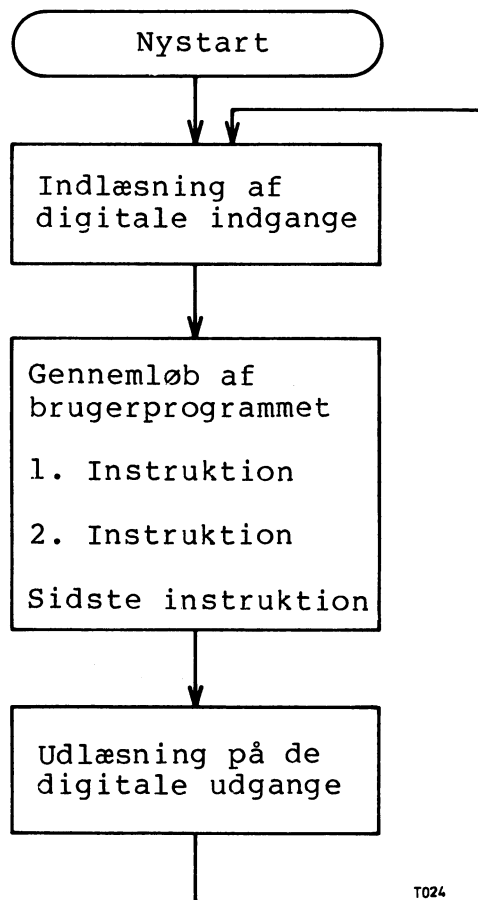 Nystart
Indlæsning af
digitale indgange
Gennemløb af
brugerprogrammet
1. Instruktion
2. Instruktion
Sidste instruktion
Udlæsning på de
digitale udgange
T024